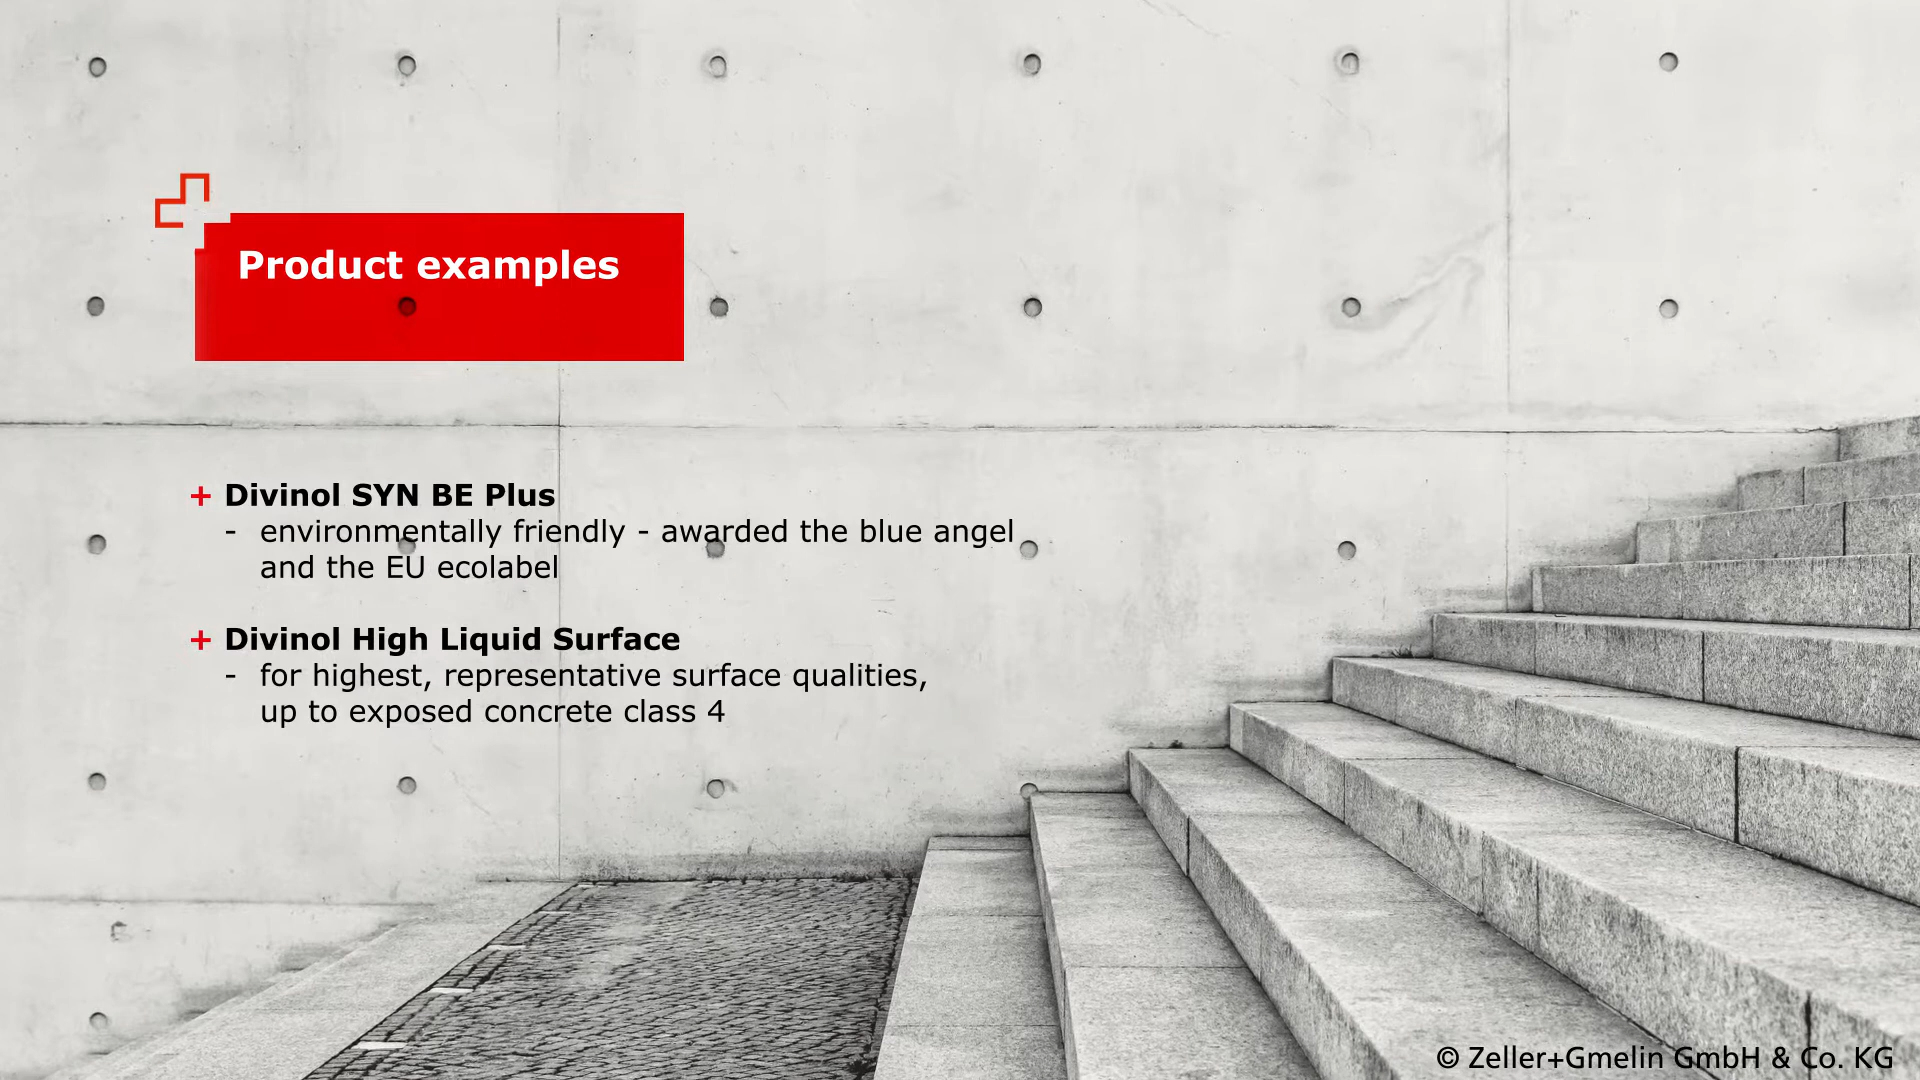 Product examples
+ Divinol SYN BE Plus
- environmentally friendly - awarded the blue angel
and the EU ecolabel
+ Divinol High Liquid Surface
- for highest, representative surface qualities,
up to exposed concrete class 4
© Zeller+Gmelin GmbH & Co. KG